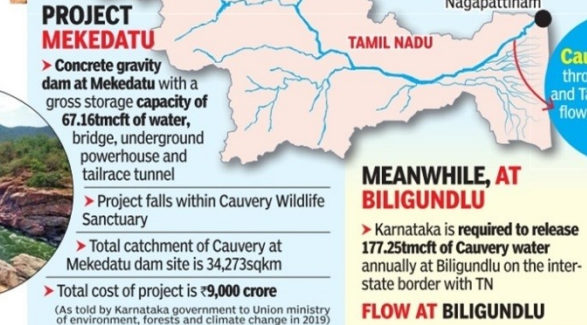 PROJECT
MEKEDATU
➤ Concrete gravity
dam at Mekedatu with a
gross storage capacity of
67.16tmcft of water,
bridge, underground
powerhouse and
tailrace tunnel
➤ Project falls within Cauvery Wildlife
Sanctuary
➤ Total catchment of Cauvery at
Mekedatu dam site is 34,273sqkm
➤ Total cost of project is ₹9,000 crore
(As told by Karnataka government to Union ministry
of environment, forests and climate change in 2019)
Nagapattinam
TAMIL NADU
thro
flow
MEANWHILE, AT
BILIGUNDLU
➤ Karnataka is required to release
177.25tmcft of Cauvery water
annually at Biligundlu on the inter-
state border with TN
FLOW AT BILIGUNDLU